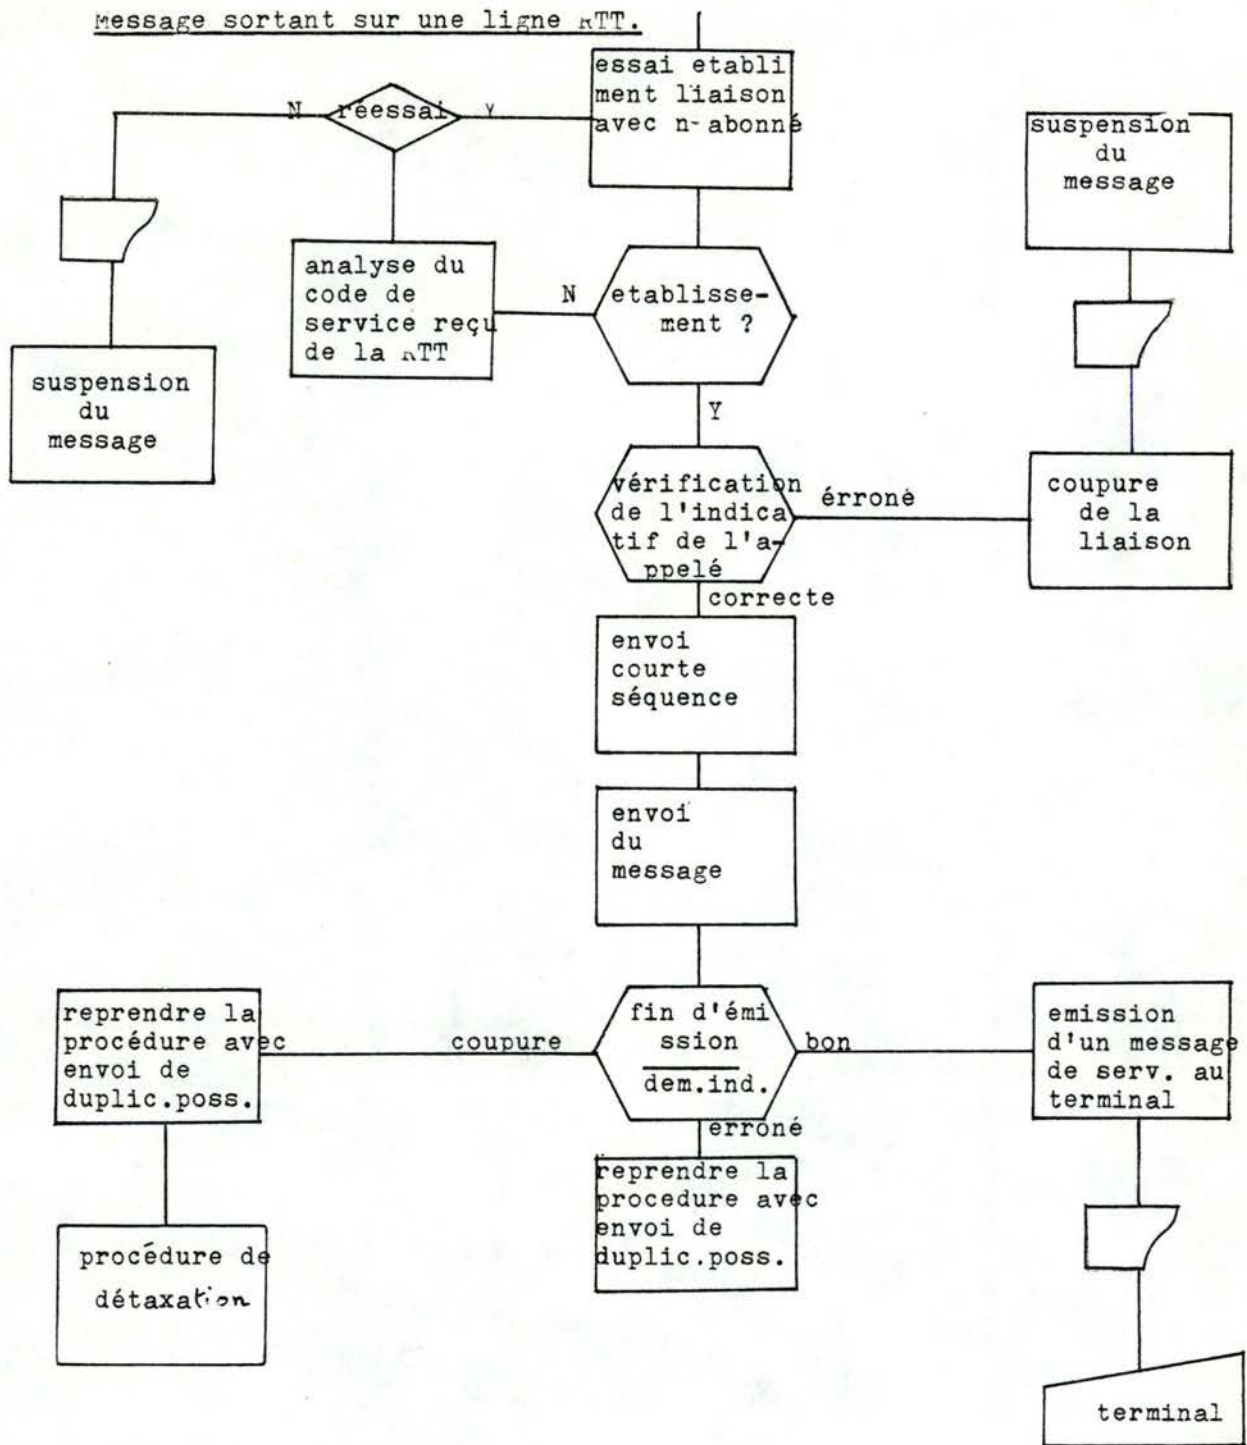 Message sortant sur une ligne RTT.
essai etabli
ment liaison
avec n-abonné
N
réessai
Y
suspension
du
message
analyse du
code de
service reçu
de la RTT
N
etablisse-
ment ?
suspension
du
message
Y
vérification
de l'indica
tif de l'a-
ppelé
érroné
coupure
de la
liaison
correcte
envoi
courte
séquence
envoi
du
message
reprendre la
procédure avec
envoi de
duplic.poss.
coupure
fin d'émi
ssion
dem.ind.
bon
emission
d'un message
de serv. au
terminal
erroné
reprendre la
procedure avec
envoi de
duplic.poss.
procédure de
détaxation
terminal